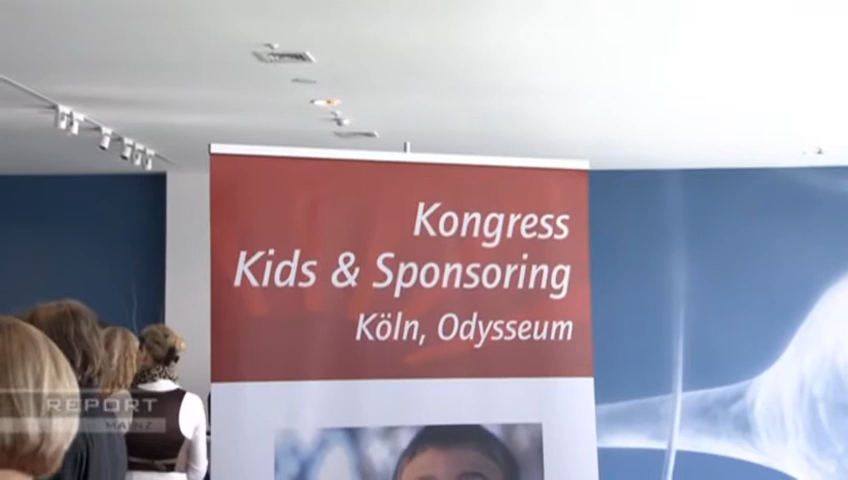 Kongress
Kids & Sponsoring
Köln, Odysseum
REPORT
MAINZ